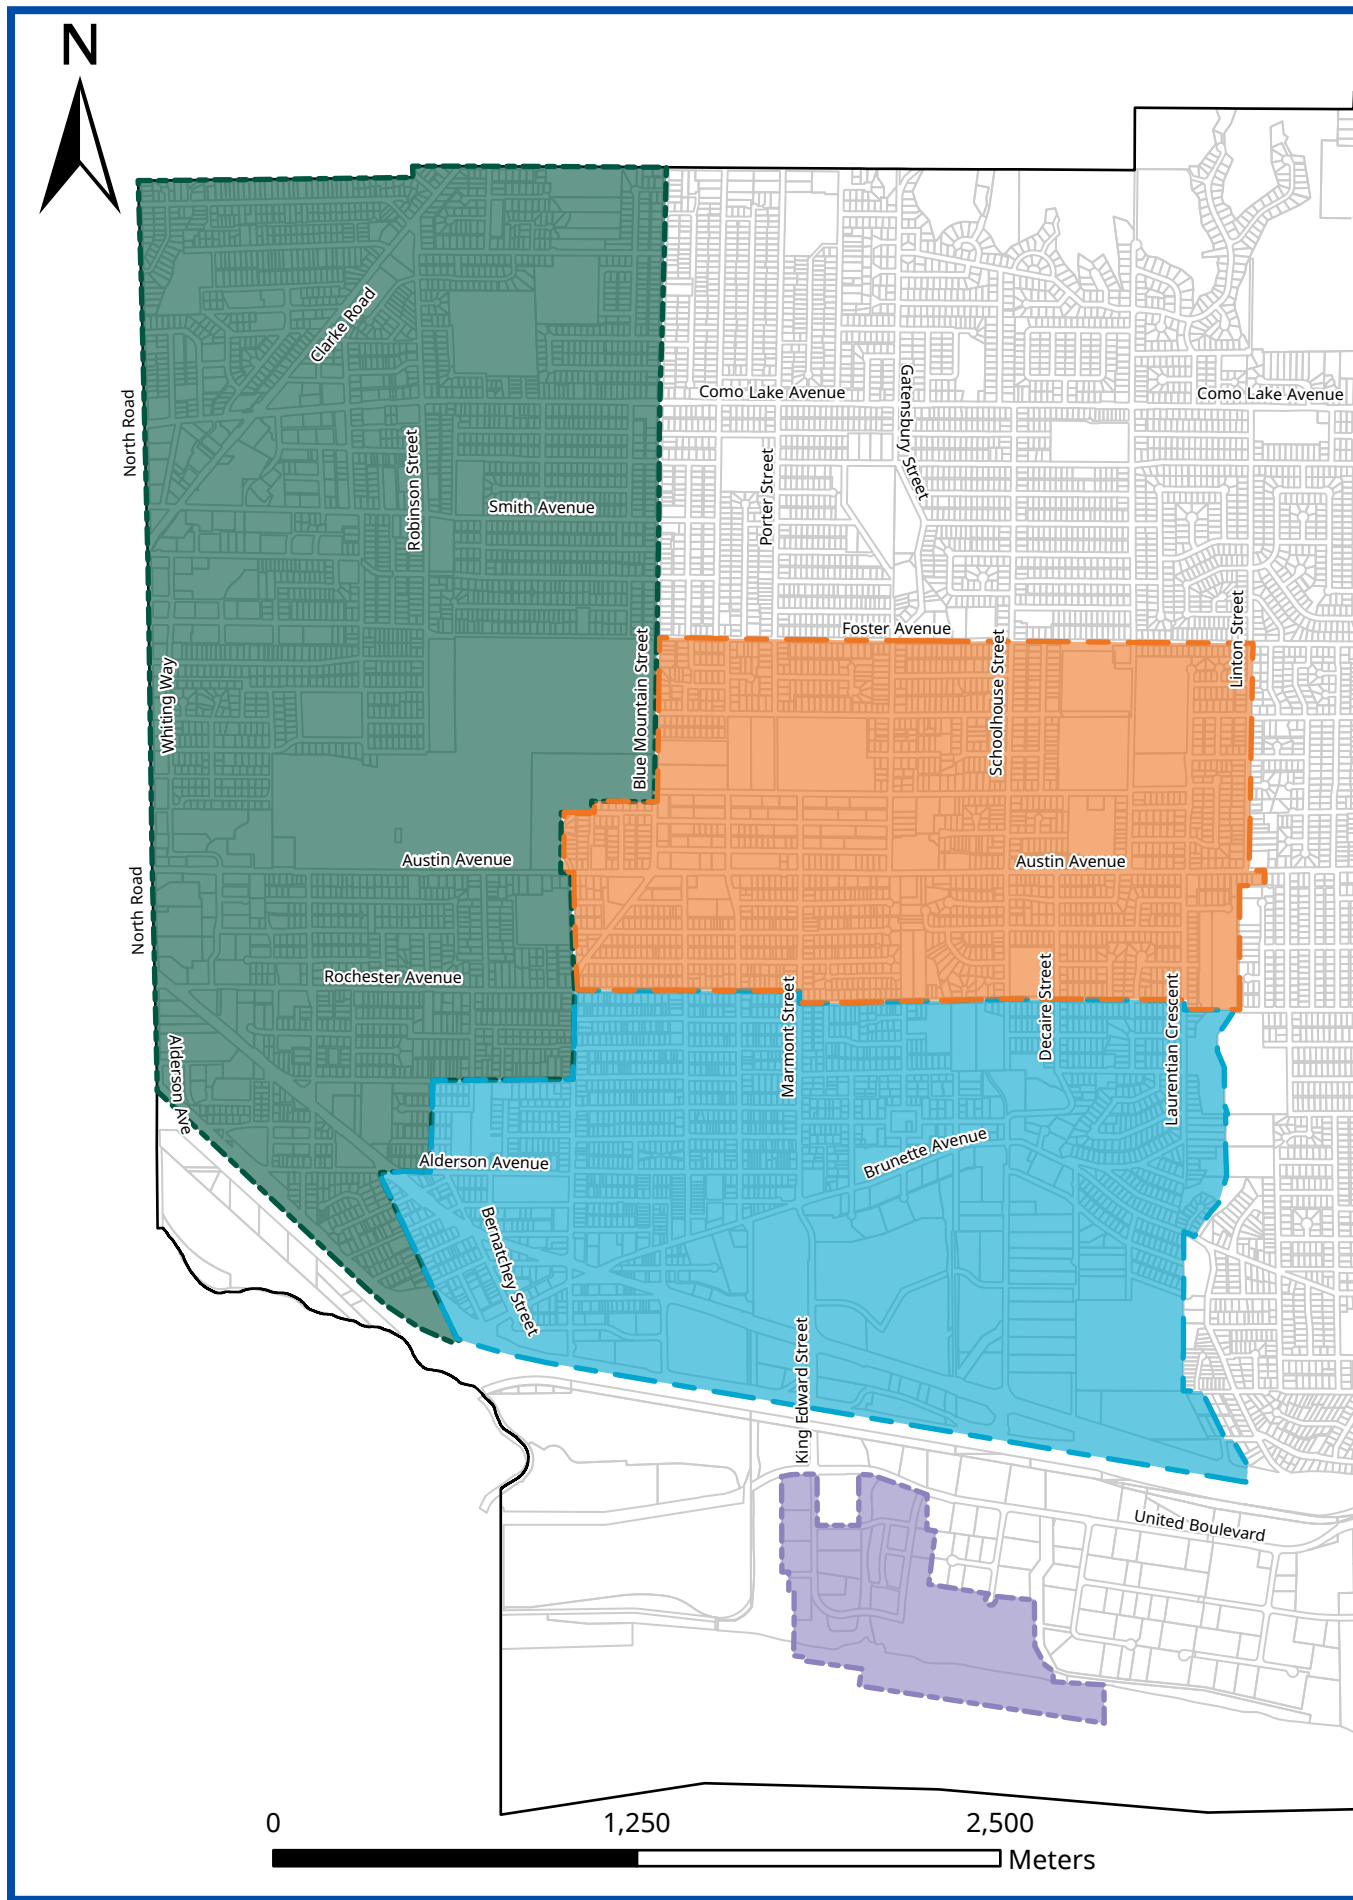 N
Clarke Road
North Road
Como Lake Avenue
Gatensbury Street
Como Lake Avenue
Robinson Street
Porter Street
Smith Avenue
Foster Avenue
Linton Street
Whiting Way
Blue Mountain Street
Schoolhouse Street
Austin Avenue
Austin Avenue
North Road
Rochester Avenue
Marmont Street
Decaire Street
Laurentian Crescent
Alderson Ave
Alderson Avenue
Brunette Avenue
Bernatchey Street
King Edward Street
United Boulevard
0 1,250 2,500
Meters